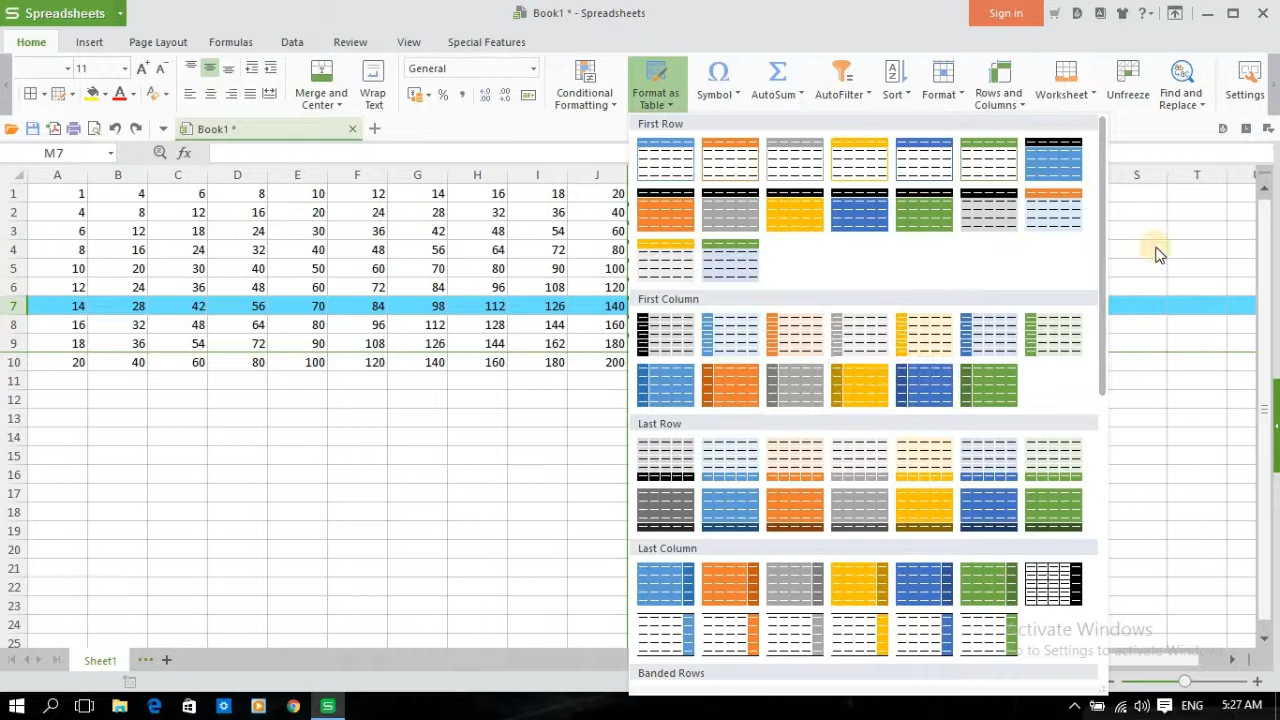 Spreadsheets
Book1 * - Spreadsheets
Sign in
Home Insert Page Layout Formulas Data Review View Special Features
11 General
Merge and Center Wrap Text Conditional Formatting Format as Table Symbol AutoSum AutoFilter Sort Format Rows and Columns Worksheet Unfreeze Find and Replace Settings
Book1 *
M7 fx
First Row
A B C D E F G H I J S T
1 1 4 6 8 10 12 14 16 18 20
2 4 8 12 16 20 24 28 32 36 40
3 6 12 18 24 30 36 42 48 54 60
4 8 16 24 32 40 48 56 64 72 80
5 10 20 30 40 50 60 70 80 90 100
6 12 24 36 48 60 72 84 96 108 120
First Column
7 14 28 42 56 70 84 98 112 126 140
8 16 32 48 64 80 96 112 128 144 160
9 18 36 54 72 90 108 126 144 162 180
10 20 40 60 80 100 120 140 160 180 200
11
12
13
Last Row
14
15
16
17
18
19
20
Last Column
21
22
23
24
Activate Windows
25
Go to Settings to activate Windows.
Sheet1
Banded Rows
ENG 5:27 AM